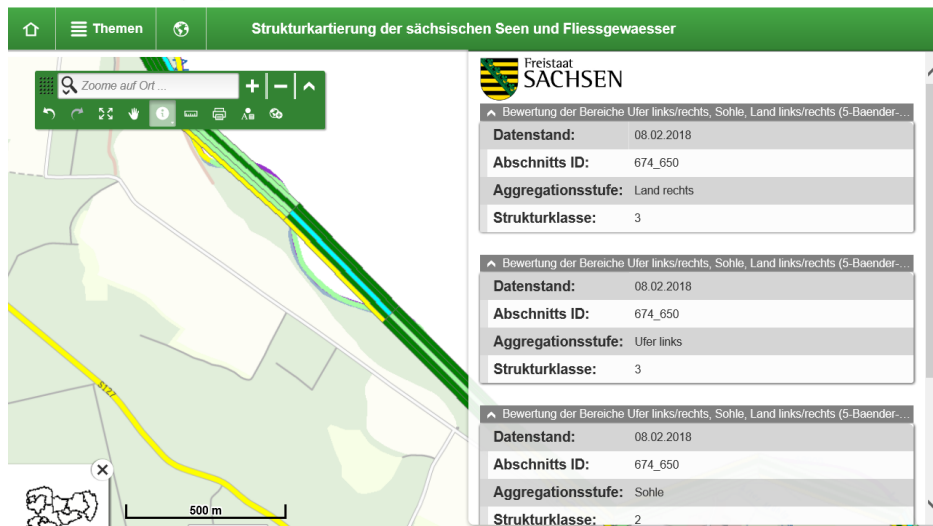 Themen
Strukturkartierung der sächsischen Seen und Fliessgewaesser
Zoome auf Ort ...
Freistaat
SACHSEN
Bewertung der Bereiche Ufer links/rechts, Sohle, Land links/rechts (5-Baender-...
Datenstand: 08.02.2018
Abschnitts ID: 674_650
Aggregationsstufe: Land rechts
Strukturklasse: 3
Bewertung der Bereiche Ufer links/rechts, Sohle, Land links/rechts (5-Baender-...
Datenstand: 08.02.2018
Abschnitts ID: 674_650
Aggregationsstufe: Ufer links
Strukturklasse: 3
S127
Bewertung der Bereiche Ufer links/rechts, Sohle, Land links/rechts (5-Baender-...
Datenstand: 08.02.2018
Abschnitts ID: 674_650
Aggregationsstufe: Sohle
Strukturklasse: 2
500 m